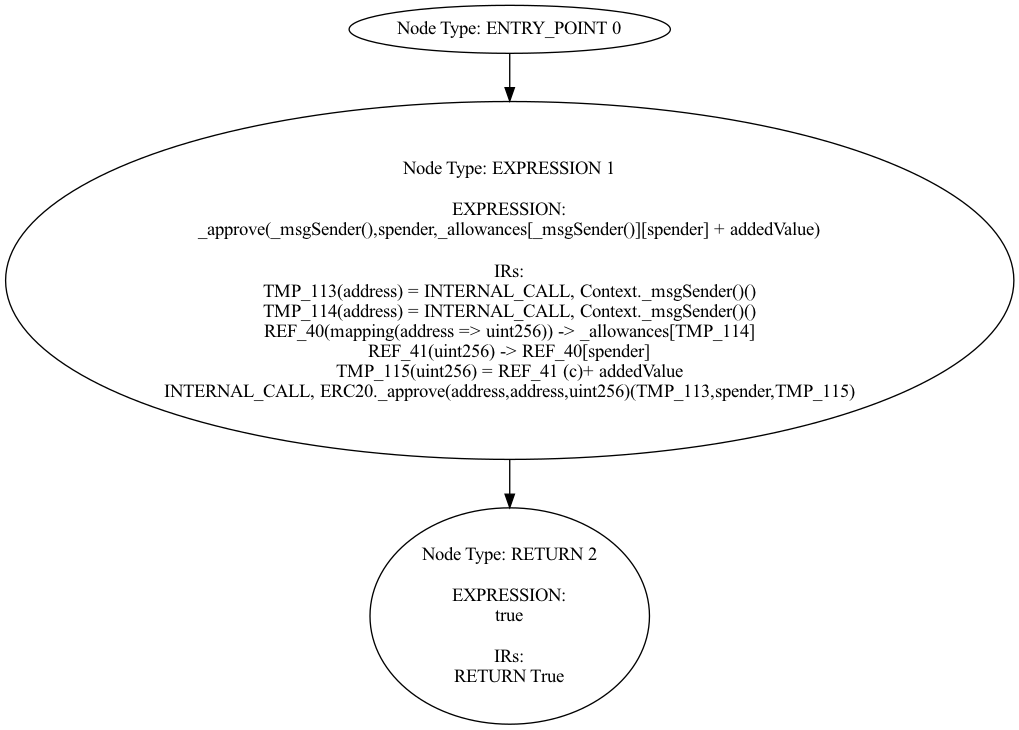 Node Type: ENTRY_POINT 0
Node Type: EXPRESSION 1
EXPRESSION:
_approve(_msgSender(),spender,_allowances[_msgSender()][spender] + addedValue)
IRs:
TMP_113(address) = INTERNAL_CALL, Context._msgSender()()
TMP_114(address) = INTERNAL_CALL, Context._msgSender()()
REF_40(mapping(address => uint256)) -> _allowances[TMP_114]
REF_41(uint256) -> REF_40[spender]
TMP_115(uint256) = REF_41 (c)+ addedValue
INTERNAL_CALL, ERC20._approve(address,address,uint256)(TMP_113,spender,TMP_115)
Node Type: RETURN 2
EXPRESSION:
true
IRs:
RETURN True